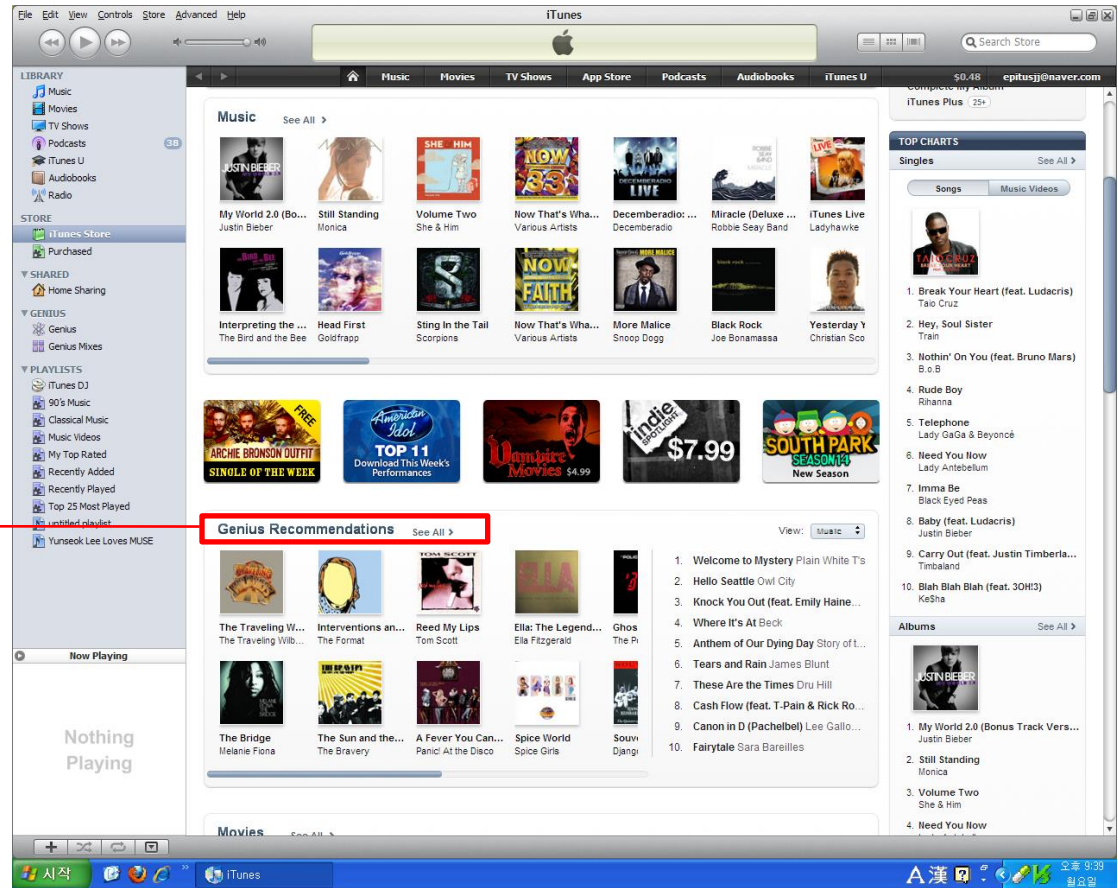 File Edit View Controls Store Advanced Help
iTunes
Search Store
LIBRARY
Music
Movies
TV Shows
Podcasts 38
iTunes U
Audiobooks
Radio
STORE
iTunes Store
Purchased
SHARED
Home Sharing
GENIUS
Genius
Genius Mixes
PLAYLISTS
iTunes DJ
90's Music
Classical Music
Music Videos
My Top Rated
Recently Added
Recently Played
Top 25 Most Played
untitled playlist
Yunseok Lee Loves MUSE
Now Playing
Nothing
Playing
Music Movies TV Shows App Store Podcasts Audiobooks iTunes U $0.48 epitusjj@naver.com
Music See All >
My World 2.0 (Bo... Still Standing Volume Two Now That's Wha... Decemberadio: ... Miracle (Deluxe ... iTunes Live
Justin Bieber Monica She & Him Various Artists Decemberadio Robbie Seay Band Ladyhawke
Interpreting the ... Head First Sting In the Tail Now That's Wha... More Malice Black Rock Yesterday Y
The Bird and the Bee Goldfrapp Scorpions Various Artists Snoop Dogg Joe Bonamassa Christian Sco
FREE
ARCHIE BRONSON OUTFIT
SINGLE OF THE WEEK
American Idol
TOP 11
Download This Week's
Performances
Vampire
Movies $4.99
indie
SPOTLIGHT
$7.99
SOUTH PARK
SEASON 14
New Season
Genius Recommendations See All >
View: Music
The Traveling W... Interventions an... Reed My Lips Ella: The Legend... Ghos
The Traveling Wilb... The Format Tom Scott Ella Fitzgerald The P
The Bridge The Sun and the... A Fever You Can... Spice World Souv
Melanie Fiona The Bravery Panic! At the Disco Spice Girls Djang
1. Welcome to Mystery Plain White T's
2. Hello Seattle Owl City
3. Knock You Out (feat. Emily Haine...
4. Where It's At Beck
5. Anthem of Our Dying Day Story of t...
6. Tears and Rain James Blunt
7. These Are the Times Dru Hill
8. Cash Flow (feat. T-Pain & Rick Ro...
9. Canon in D (Pachelbel) Lee Gallo...
10. Fairytale Sara Bareilles
Movies See All >
Complete My Album
iTunes Plus 25+
TOP CHARTS
Singles See All >
Songs Music Videos
1. Break Your Heart (feat. Ludacris)
Taio Cruz
2. Hey, Soul Sister
Train
3. Nothin' On You (feat. Bruno Mars)
B.o.B
4. Rude Boy
Rihanna
5. Telephone
Lady GaGa & Beyoncé
6. Need You Now
Lady Antebellum
7. Imma Be
Black Eyed Peas
8. Baby (feat. Ludacris)
Justin Bieber
9. Carry Out (feat. Justin Timberla...
Timbaland
10. Blah Blah Blah (feat. 3OH!3)
Ke$ha
Albums See All >
1. My World 2.0 (Bonus Track Vers...
Justin Bieber
2. Still Standing
Monica
3. Volume Two
She & Him
4. Need You Now
시작 iTunes A 漢 오후 9:39
월요일